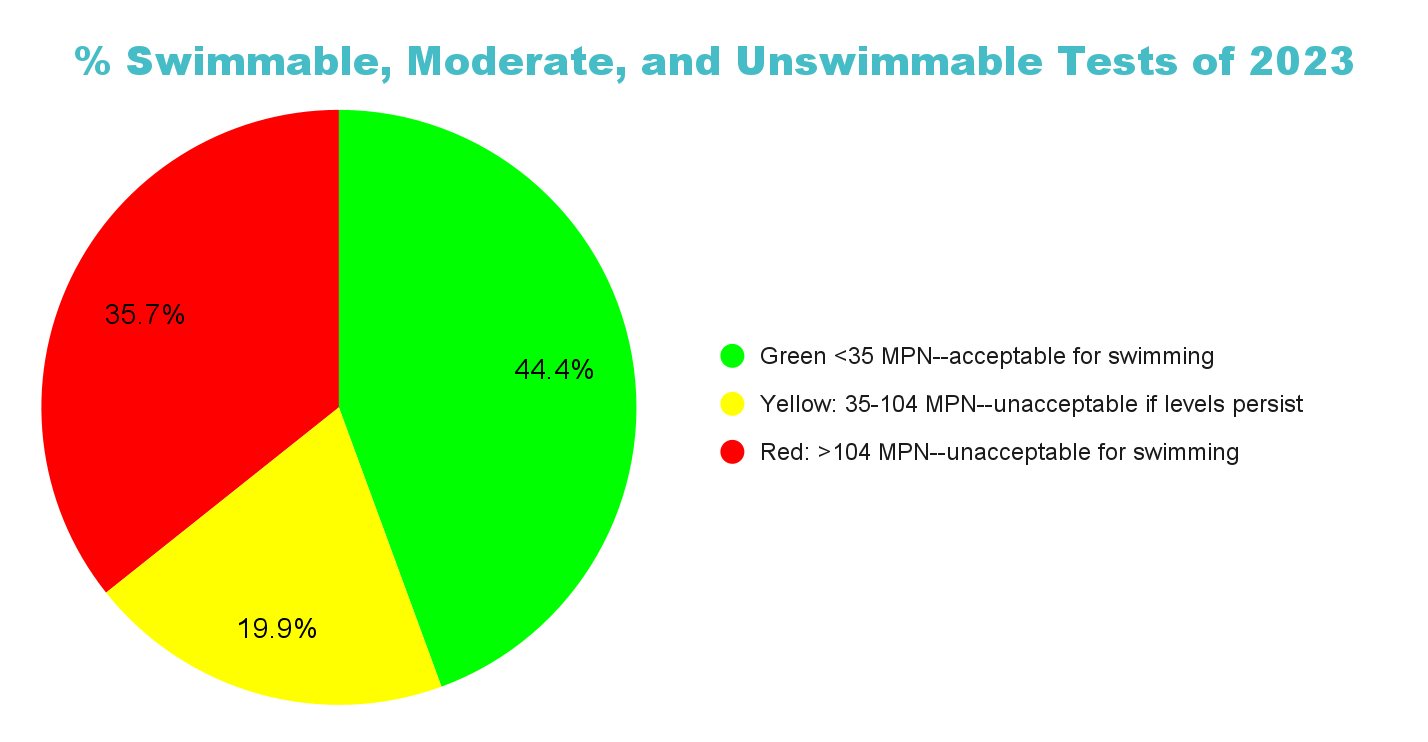 % Swimmable, Moderate, and Unswimmable Tests of 2023
35.7%
44.4%
19.9%
Green <35 MPN--acceptable for swimming
Yellow: 35-104 MPN--unacceptable if levels persist
Red: >104 MPN--unacceptable for swimming